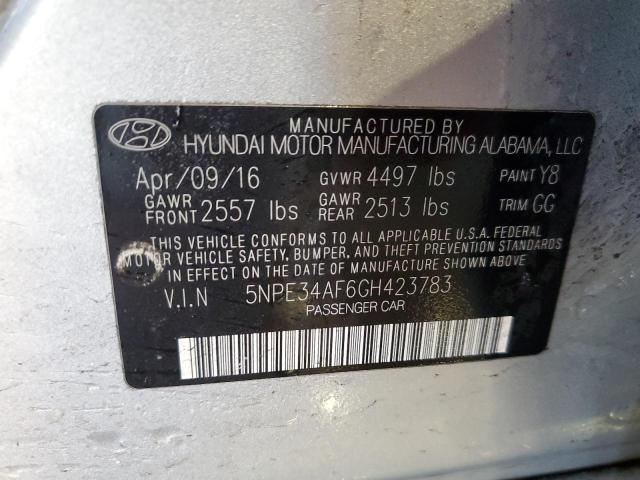 MANUFACTURED BY
HYUNDAI MOTOR MANUFACTURING ALABAMA, LLC
Apr/09/16 GVWR 4497 lbs PAINT Y8
GAWR FRONT 2557 lbs GAWR REAR 2513 lbs TRIM GG
THIS VEHICLE CONFORMS TO ALL APPLICABLE U.S.A. FEDERAL
MOTOR VEHICLE SAFETY, BUMPER, AND THEFT PREVENTION STANDARDS
IN EFFECT ON THE DATE OF MANUFACTURE SHOWN ABOVE.
V.I.N 5NPE34AF6GH423783
PASSENGER CAR